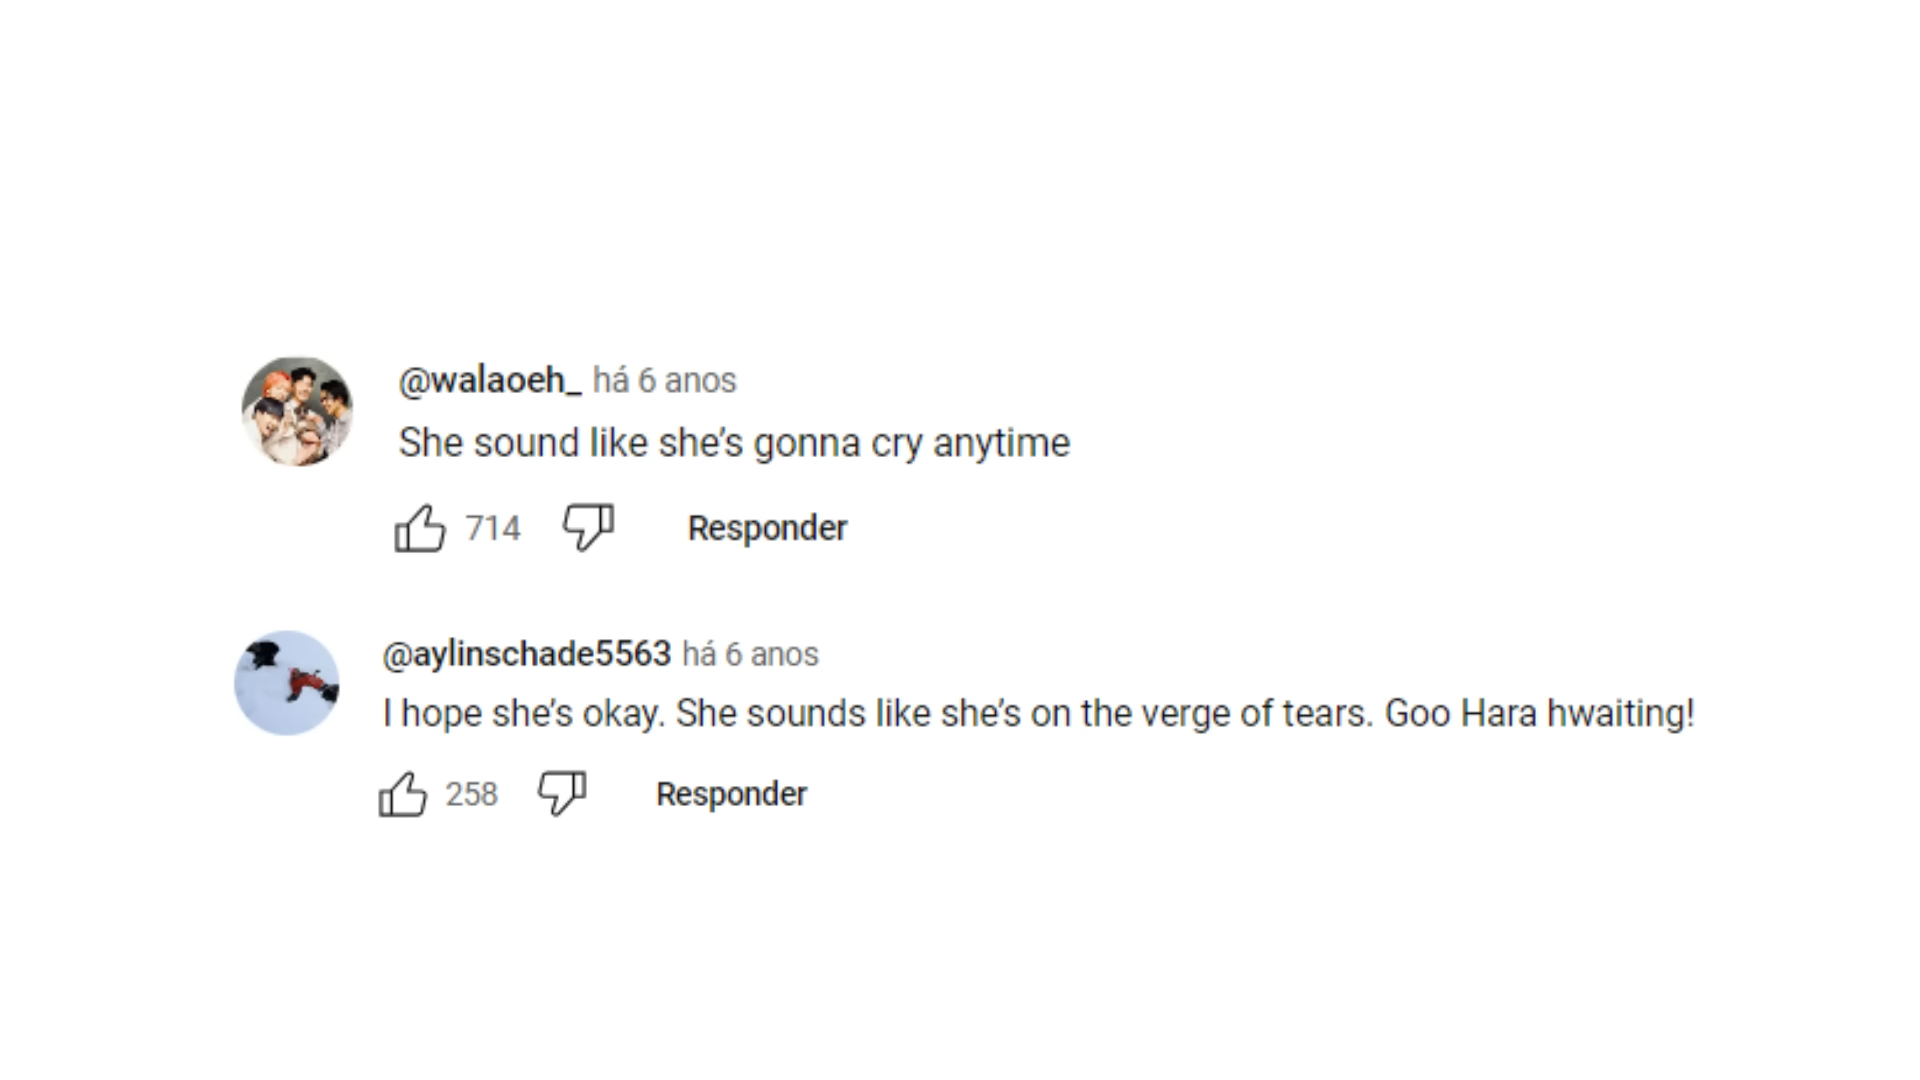 @walaoeh_ há 6 anos
She sound like she’s gonna cry anytime
714 Responder
@aylinschade5563 há 6 anos
I hope she’s okay. She sounds like she’s on the verge of tears. Goo Hara hwaiting!
258 Responder